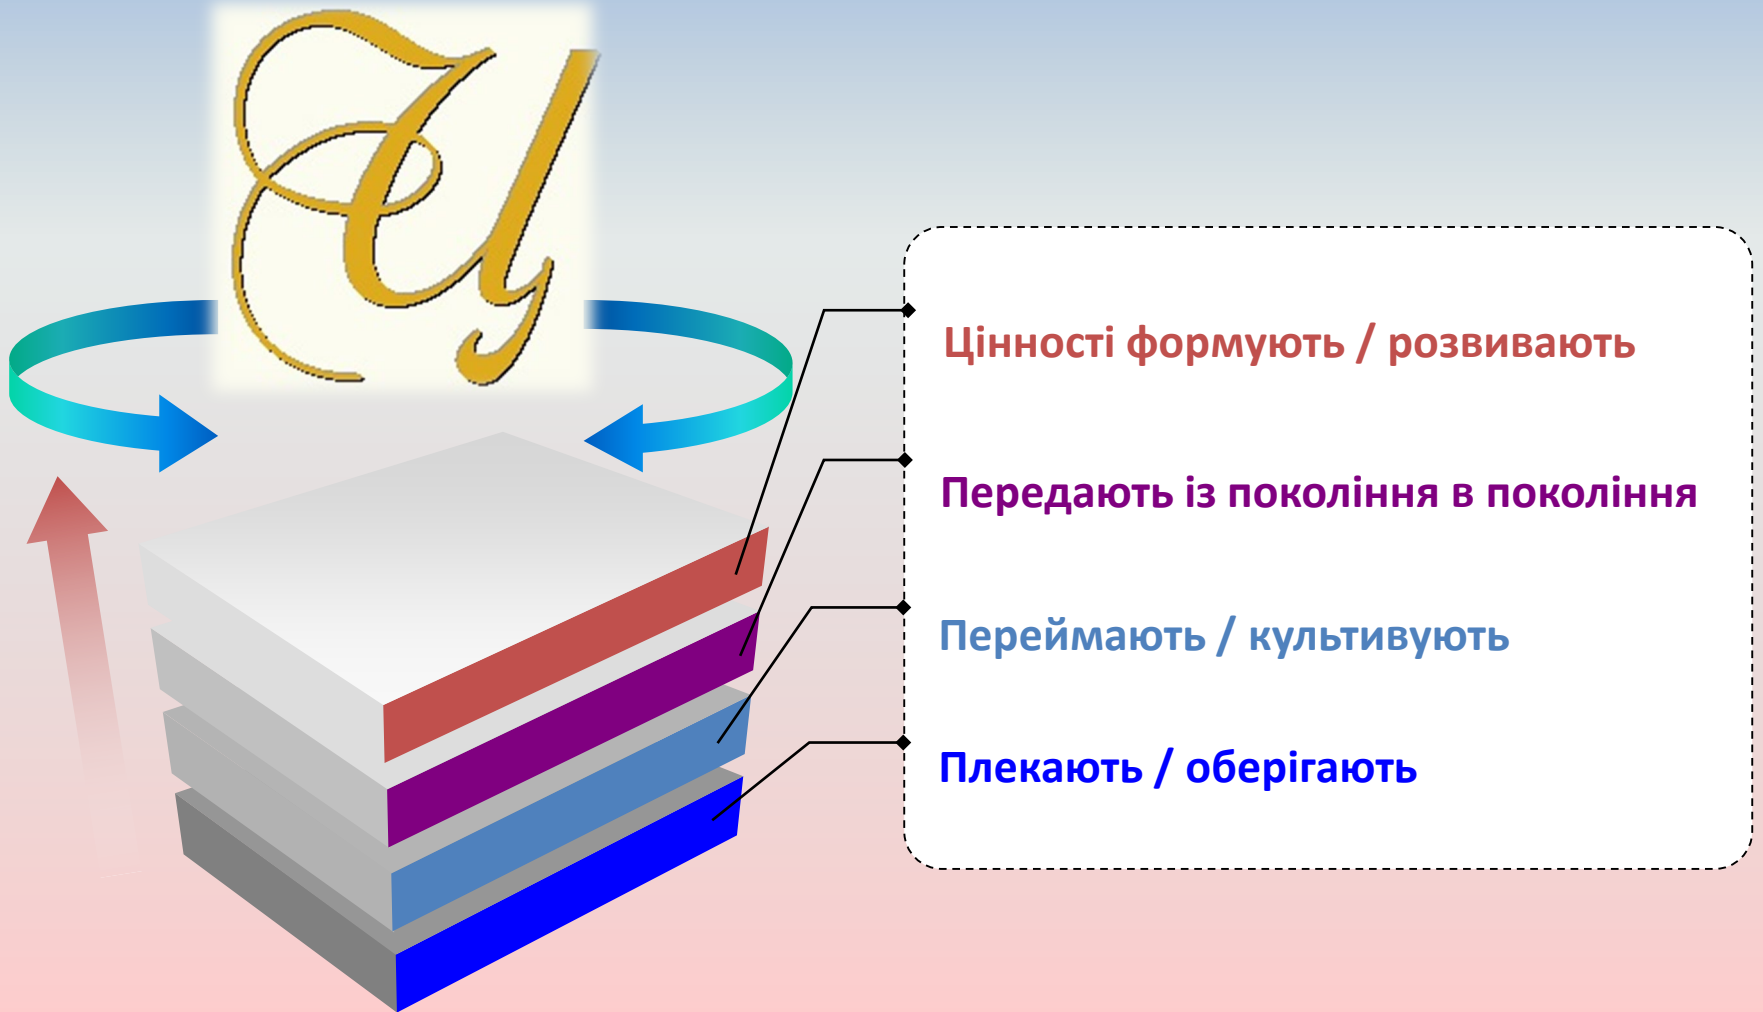 Ц
Цінності формують / розвивають
Передають із покоління в покоління
Переймають / культивують
Плекають / оберігають